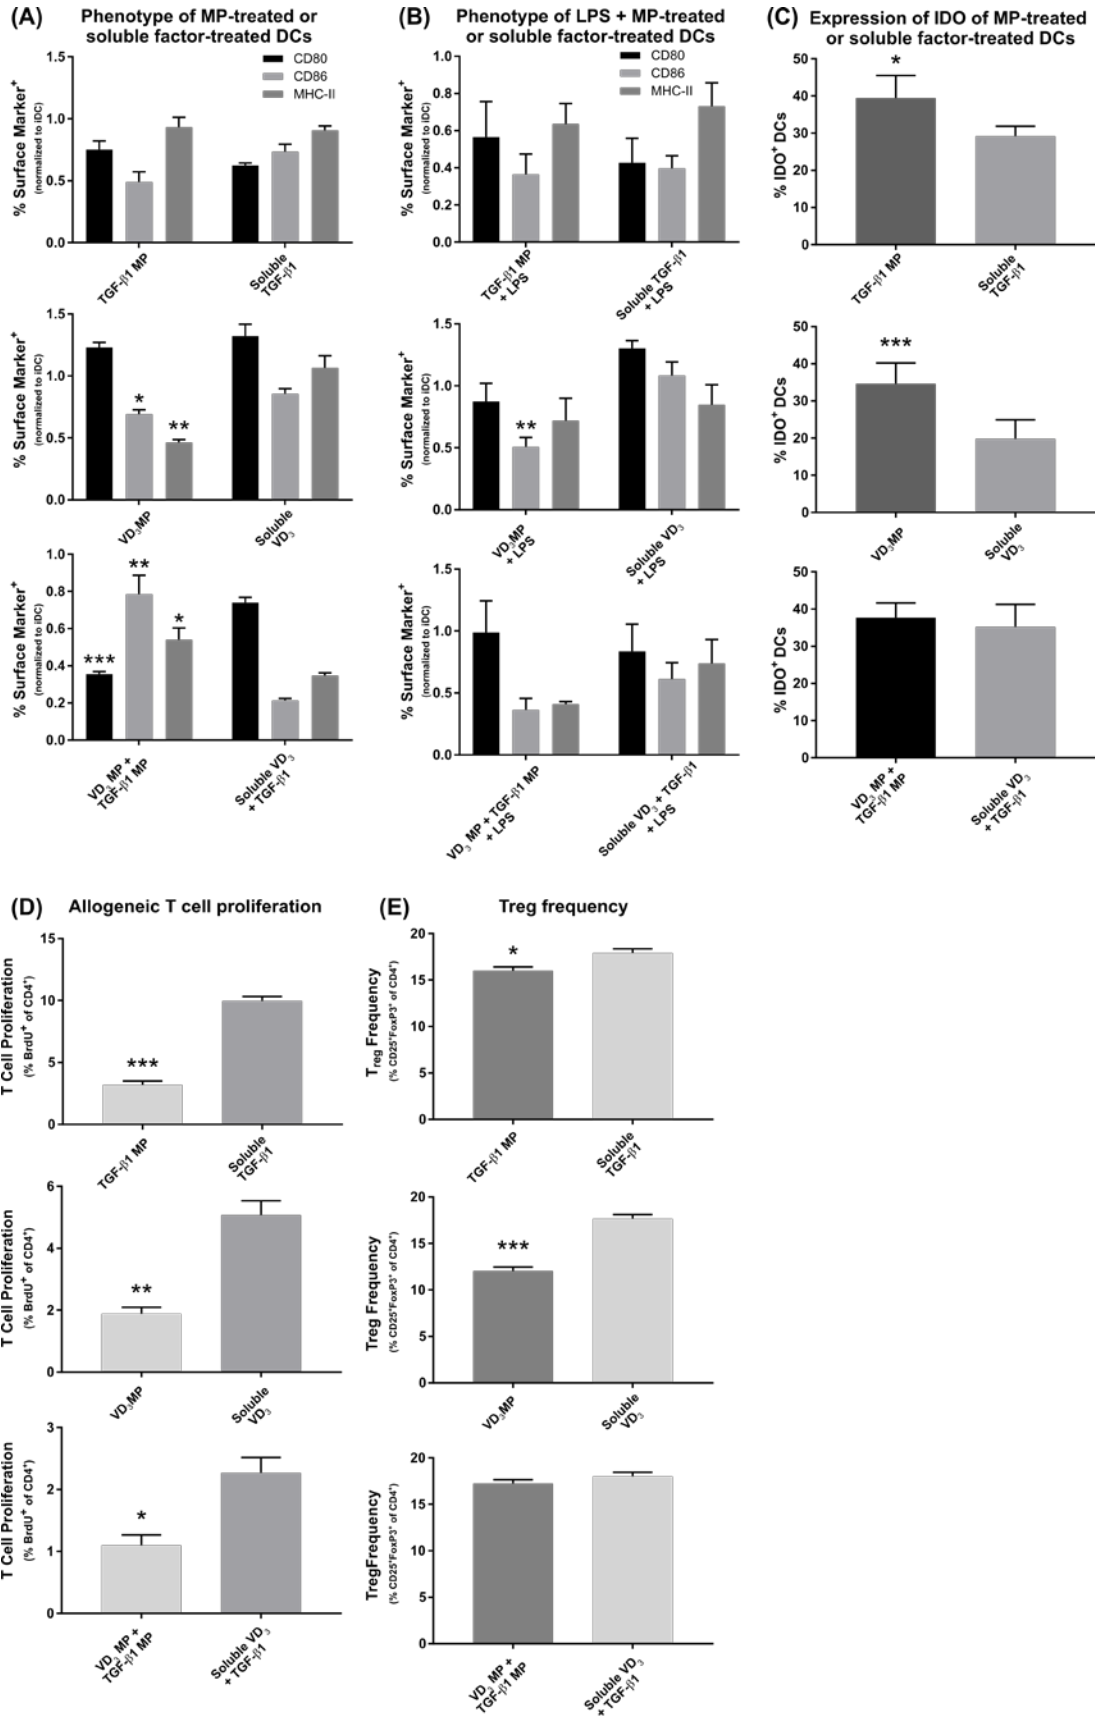 (A) Phenotype of MP-treated or
soluble factor-treated DCs
CD80
CD86
MHC-II
% Surface Marker⁺
(normalized to iDC)
1.5
1.0
0.5
0.0
TGF-β1 MP
Soluble
TGF-β1
% Surface Marker⁺
(normalized to iDC)
1.5
1.0
0.5
0.0
*
**
VD₃MP
Soluble
VD₃
% Surface Marker⁺
(normalized to iDC)
1.0
0.8
0.6
0.4
0.2
0.0
***
**
*
VD₃ MP +
TGF-β1 MP
Soluble VD₃
+ TGF-β1
(B) Phenotype of LPS + MP-treated
or soluble factor-treated DCs
CD80
CD86
MHC-II
% Surface Marker⁺
(normalized to iDC)
1.0
0.8
0.6
0.4
0.2
0.0
TGF-β1 MP
+ LPS
Soluble TGF-β1
+ LPS
% Surface Marker⁺
(normalized to iDC)
1.5
1.0
0.5
0.0
**
VD₃MP
+ LPS
Soluble VD₃
+ LPS
% Surface Marker⁺
(normalized to iDC)
1.5
1.0
0.5
0.0
VD₃ MP + TGF-β1 MP
+ LPS
Soluble VD₃ + TGF-β1
+ LPS
(C) Expression of IDO of MP-treated
or soluble factor-treated DCs
% IDO⁺ DCs
50
40
30
20
10
0
*
TGF-β1 MP
Soluble
TGF-β1
% IDO⁺ DCs
50
40
30
20
10
0
***
VD₃MP
Soluble
VD₃
% IDO⁺ DCs
50
40
30
20
10
0
VD₃ MP +
TGF-β1 MP
Soluble VD₃
+ TGF-β1
(D) Allogeneic T cell proliferation
T Cell Proliferation
(% BrdU⁺ of CD4⁺)
15
10
5
0
***
TGF-β1 MP
Soluble
TGF-β1
T Cell Proliferation
(% BrdU⁺ of CD4⁺)
6
4
2
0
**
VD₃MP
Soluble
VD₃
T Cell Proliferation
(% BrdU⁺ of CD4⁺)
3
2
1
0
*
VD₃ MP +
TGF-β1 MP
Soluble VD₃
+ TGF-β1
(E) Treg frequency
Treg Frequency
(% CD25⁺FoxP3⁺ of CD4⁺)
20
15
10
5
0
*
TGF-β1 MP
Soluble
TGF-β1
Treg Frequency
(% CD25⁺FoxP3⁺ of CD4⁺)
20
15
10
5
0
***
VD₃MP
Soluble
VD₃
TregFrequency
(% CD25⁺FoxP3⁺ of CD4⁺)
20
15
10
5
0
VD₃ MP +
TGF-β1 MP
Soluble VD₃
+ TGF-β1